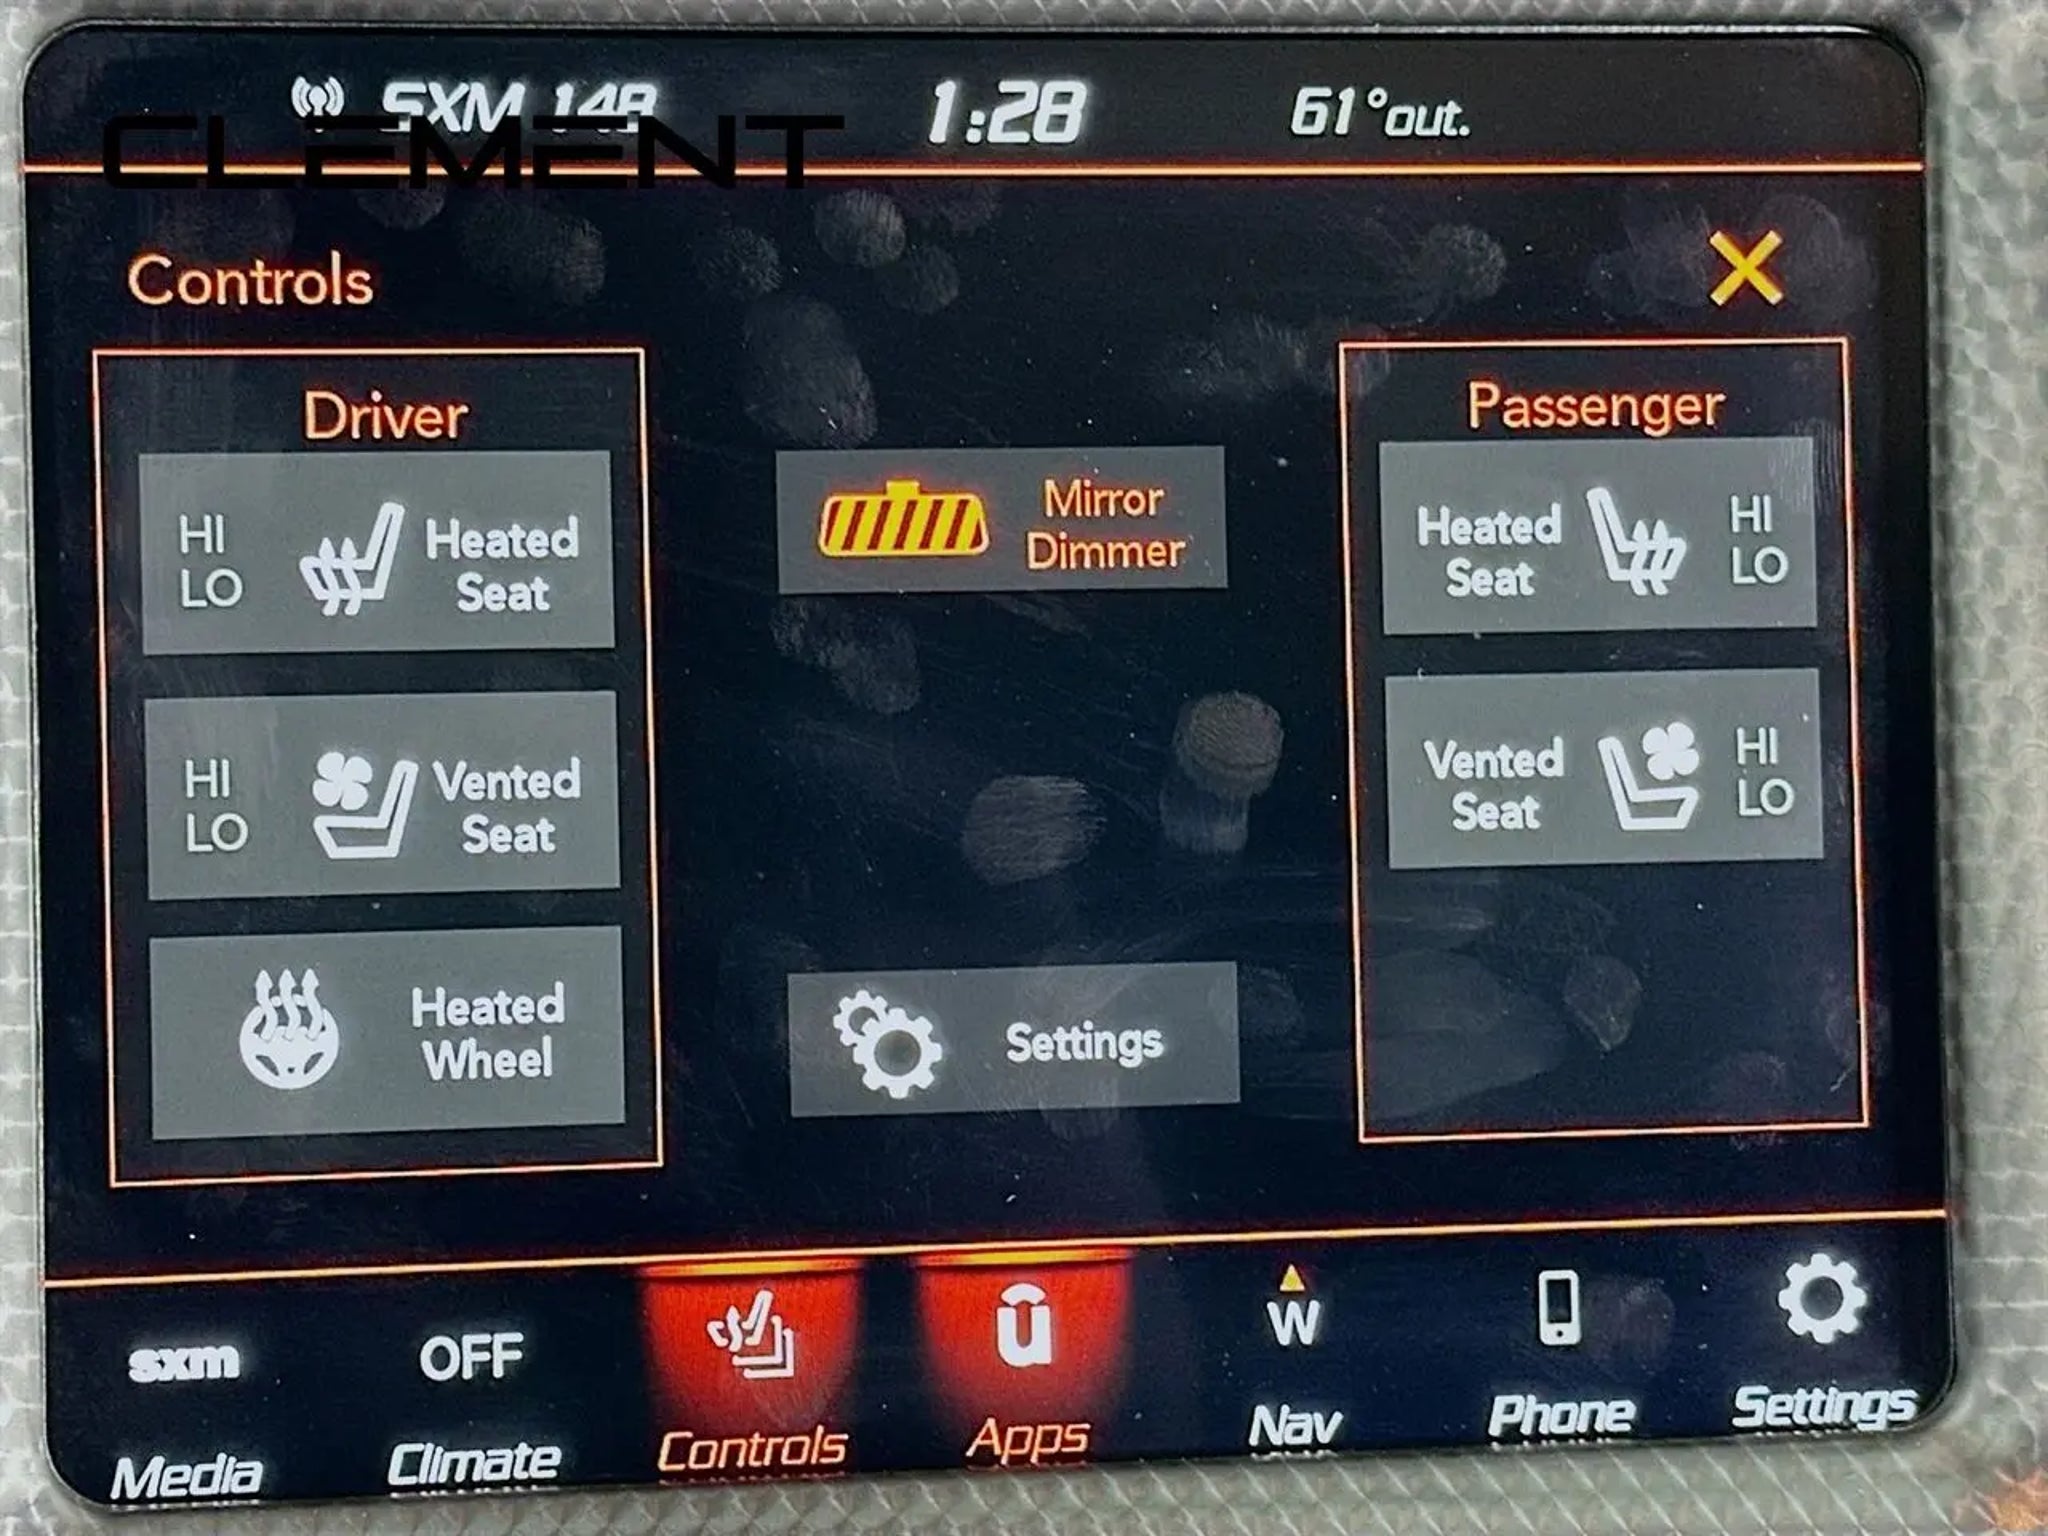 SXM 148
1:28
61°out.
CLEMENT
Controls
Driver
HI
LO
Heated
Seat
HI
LO
Vented
Seat
Heated
Wheel
Mirror
Dimmer
Settings
Passenger
Heated
Seat
HI
LO
Vented
Seat
HI
LO
sxm
Media
OFF
Climate
Controls
u
Apps
W
Nav
Phone
Settings